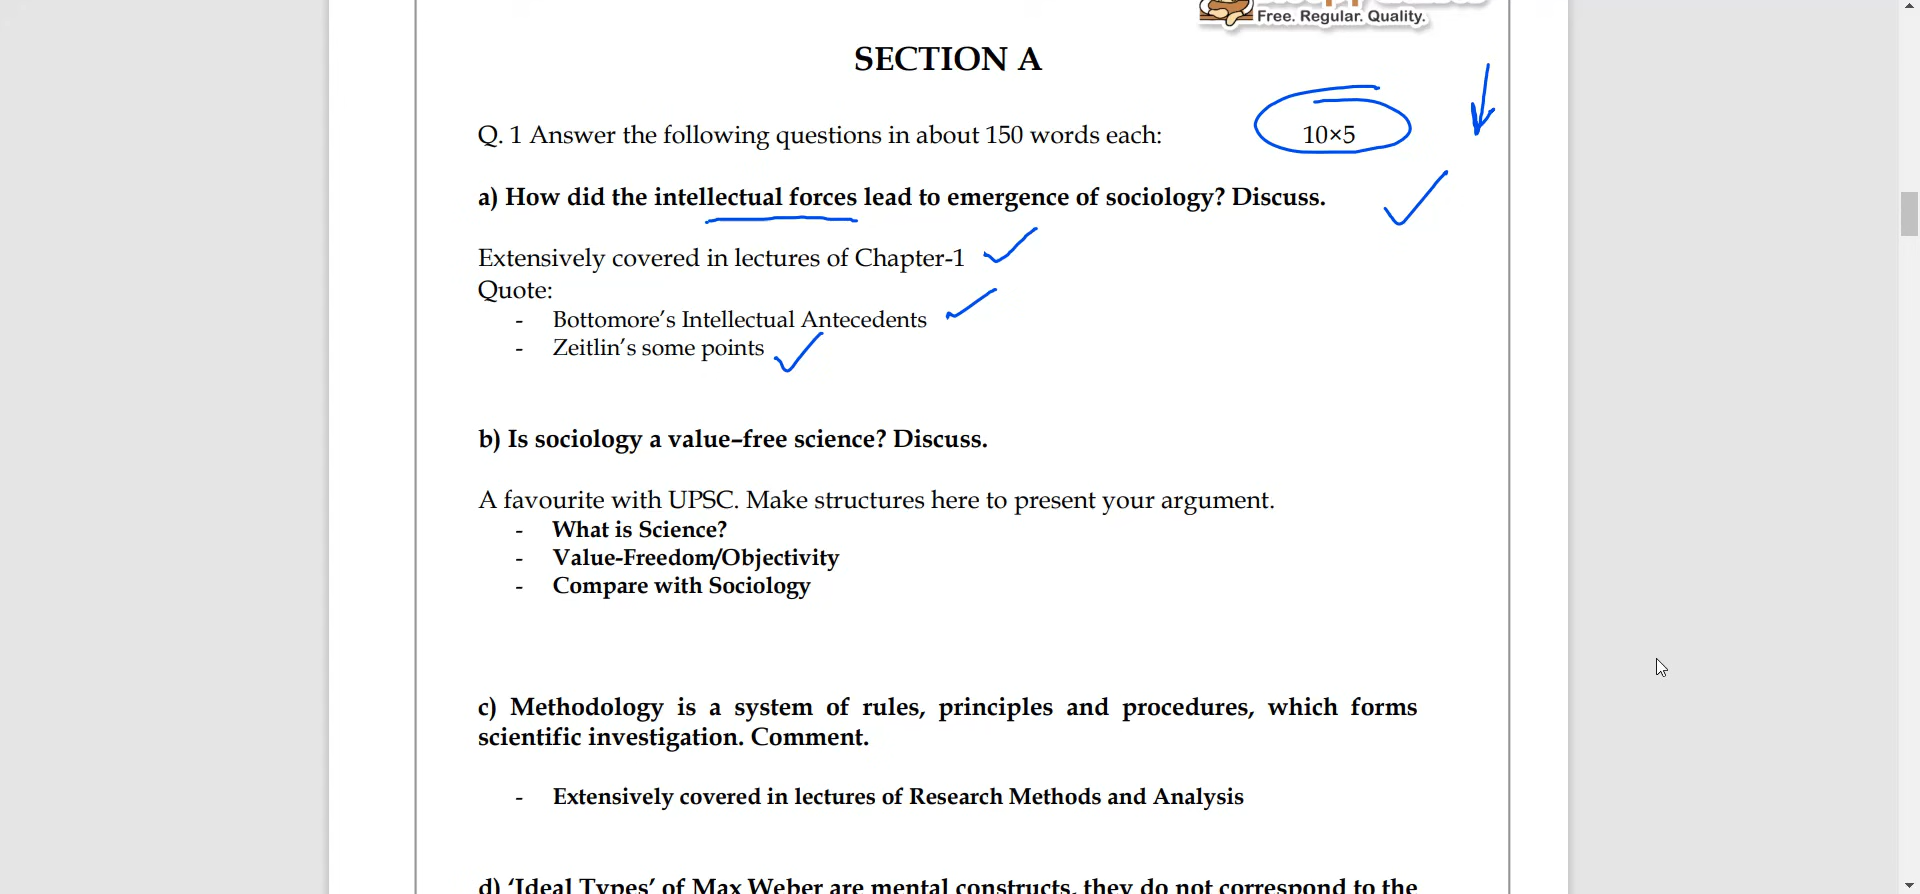 Free. Regular. Quality.
SECTION A
Q. 1 Answer the following questions in about 150 words each:
10×5
a) How did the intellectual forces lead to emergence of sociology? Discuss.
Extensively covered in lectures of Chapter-1
Quote:
- Bottomore’s Intellectual Antecedents
- Zeitlin’s some points
b) Is sociology a value–free science? Discuss.
A favourite with UPSC. Make structures here to present your argument.
- What is Science?
- Value-Freedom/Objectivity
- Compare with Sociology
c) Methodology is a system of rules, principles and procedures, which forms
scientific investigation. Comment.
- Extensively covered in lectures of Research Methods and Analysis
d) ‘Ideal Types’ of Max Weber are mental constructs, they do not correspond to the